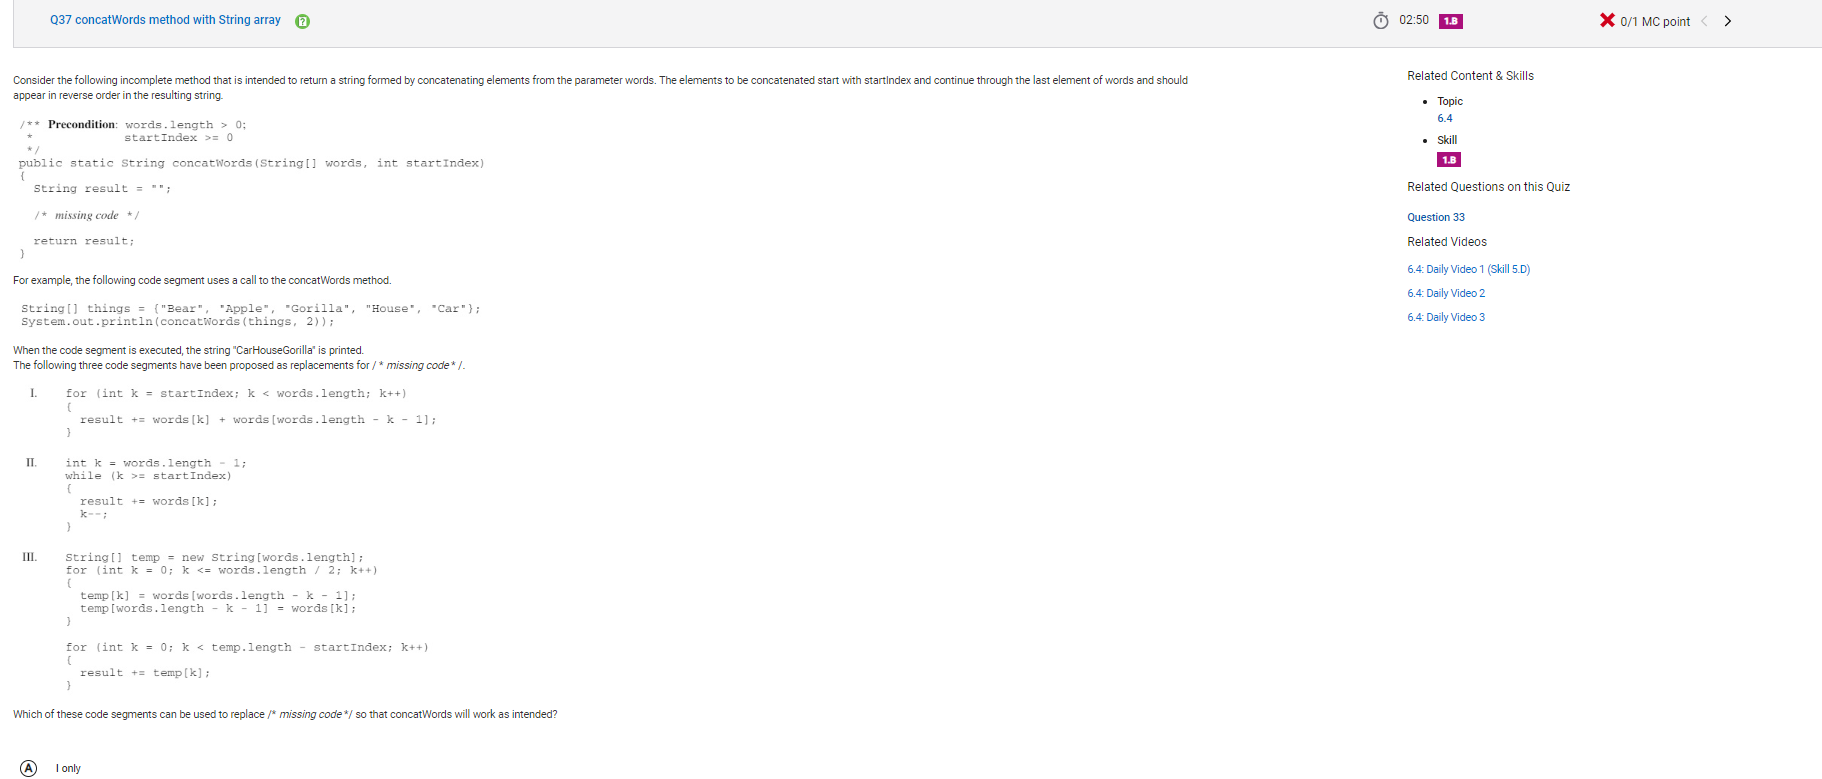 Q37 concatWords method with String array ?
02:50 1.B
0/1 MC point
Consider the following incomplete method that is intended to return a string formed by concatenating elements from the parameter words. The elements to be concatenated start with startIndex and continue through the last element of words and should
appear in reverse order in the resulting string.
/** Precondition: words.length > 0;
* startIndex >= 0
*/
public static String concatWords(String[] words, int startIndex)
{
String result = "";
/* missing code */
return result;
}
For example, the following code segment uses a call to the concatWords method.
String[] things = {"Bear", "Apple", "Gorilla", "House", "Car"};
System.out.println(concatWords(things, 2));
When the code segment is executed, the string "CarHouseGorilla" is printed.
The following three code segments have been proposed as replacements for /* missing code */.
I. for (int k = startIndex; k < words.length; k++)
{
result += words[k] + words[words.length - k - 1];
}
II. int k = words.length - 1;
while (k >= startIndex)
{
result += words[k];
k--;
}
III. String[] temp = new String[words.length];
for (int k = 0; k <= words.length / 2; k++)
{
temp[k] = words[words.length - k - 1];
temp[words.length - k - 1] = words[k];
}
for (int k = 0; k < temp.length - startIndex; k++)
{
result += temp[k];
}
Which of these code segments can be used to replace /* missing code */ so that concatWords will work as intended?
A I only
Related Content & Skills
• Topic
6.4
• Skill
1.B
Related Questions on this Quiz
Question 33
Related Videos
6.4: Daily Video 1 (Skill 5.D)
6.4: Daily Video 2
6.4: Daily Video 3